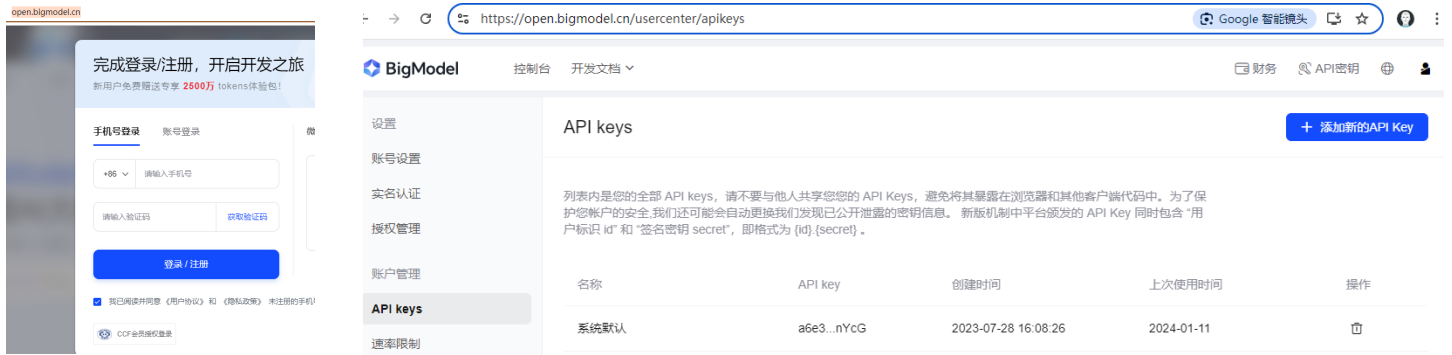 open.bigmodel.cn
完成登录/注册，开启开发之旅
新用户免费赠送专享 2500万 tokens体验包！
手机号登录 账号登录 微
+86 请输入手机号
请输入验证码 获取验证码
登录 / 注册
我已阅读并同意 《用户协议》 和 《隐私政策》 未注册的手机
CCF会员授权登录
https://open.bigmodel.cn/usercenter/apikeys Google 智能镜头
BigModel 控制台 开发文档 财务 API密钥
设置
账号设置
实名认证
授权管理
账户管理
API keys
速率限制
API keys + 添加新的API Key
列表内是您的全部 API keys，请不要与他人共享您您的 API Keys，避免将其暴露在浏览器和其他客户端代码中。为了保
护您帐户的安全,我们还可能会自动更换我们发现已公开泄露的密钥信息。 新版机制中平台颁发的 API Key 同时包含 “用
户标识 id” 和 “签名密钥 secret”，即格式为 {id}.{secret} 。
名称 API key 创建时间 上次使用时间 操作
系统默认 a6e3...nYcG 2023-07-28 16:08:26 2024-01-11